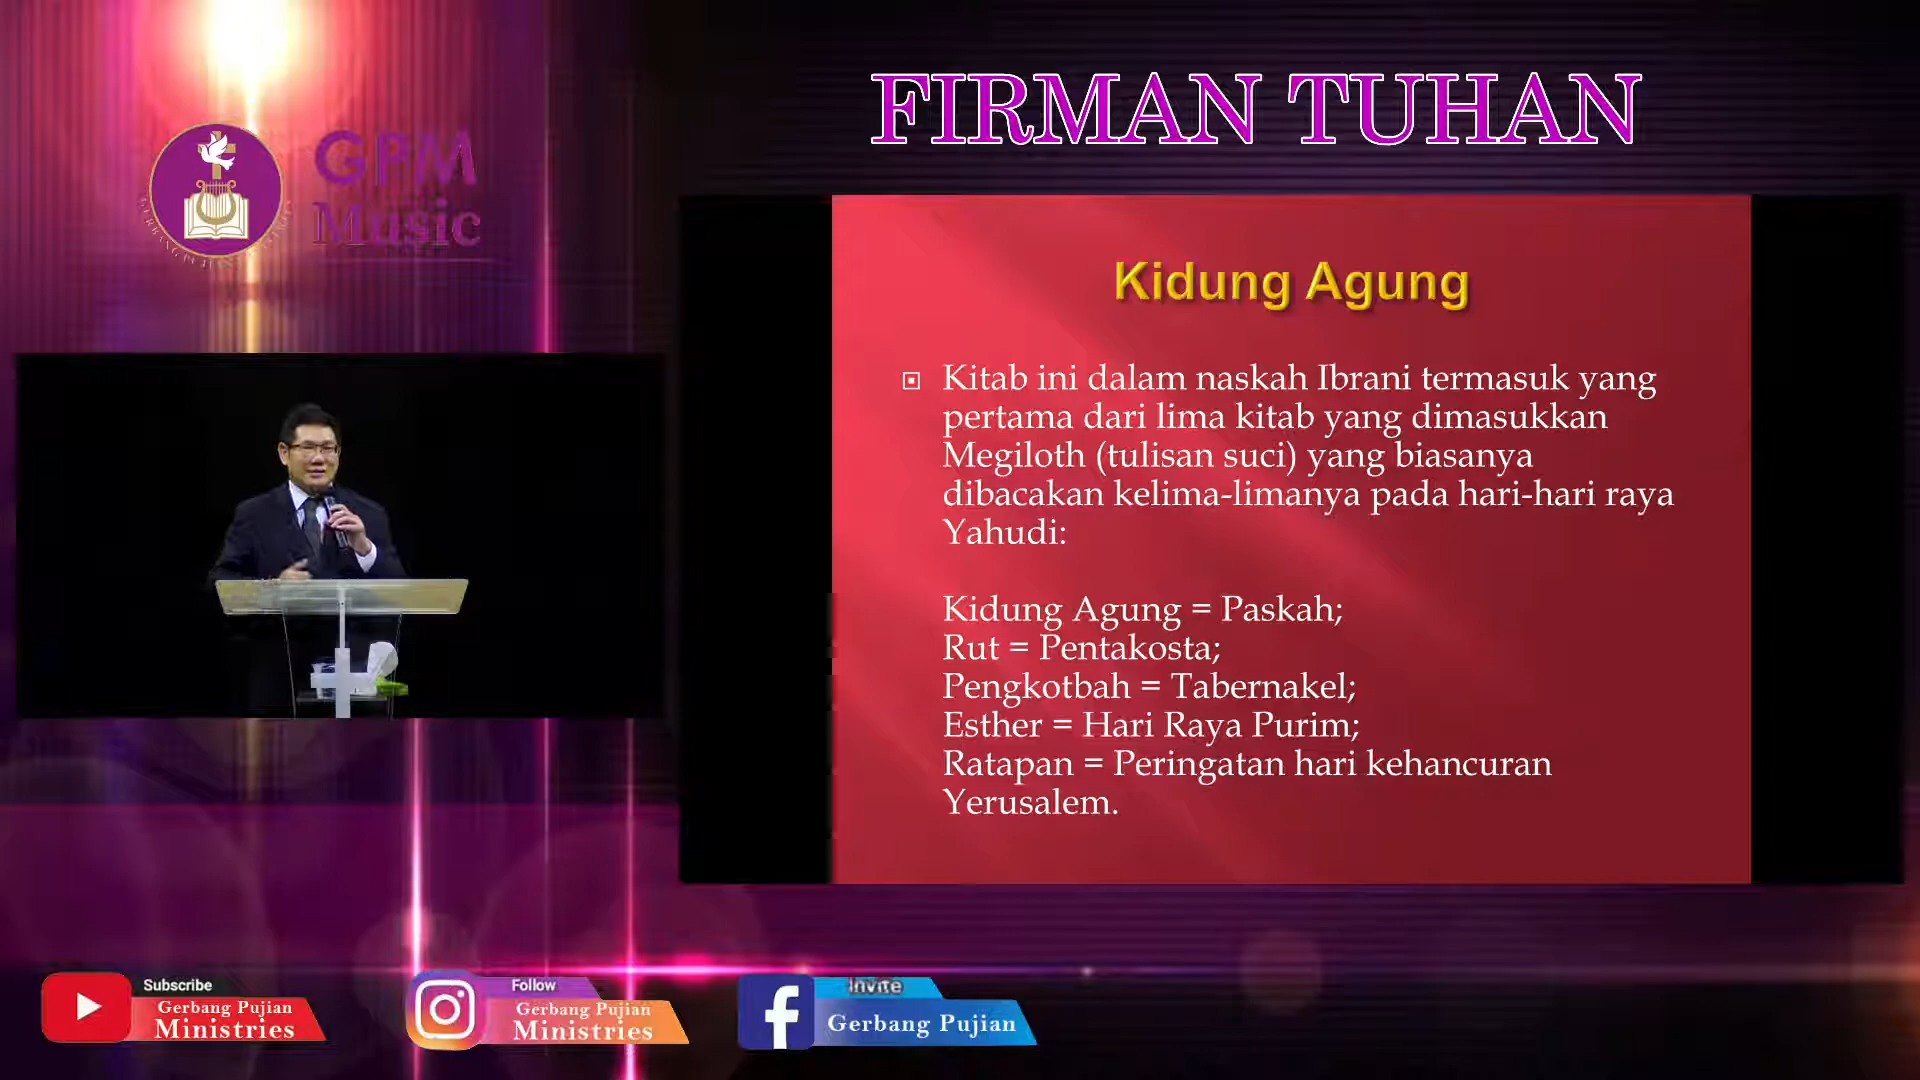 FIRMAN TUHAN
GPM
Music
GERBANG PUJIAN MINISTRIES
Kidung Agung
Kitab ini dalam naskah Ibrani termasuk yang
pertama dari lima kitab yang dimasukkan
Megiloth (tulisan suci) yang biasanya
dibacakan kelima-limanya pada hari-hari raya
Yahudi:
Kidung Agung = Paskah;
Rut = Pentakosta;
Pengkotbah = Tabernakel;
Esther = Hari Raya Purim;
Ratapan = Peringatan hari kehancuran
Yerusalem.
Subscribe
Gerbang Pujian
Ministries
Follow
Gerbang Pujian
Ministries
Invite
Gerbang Pujian